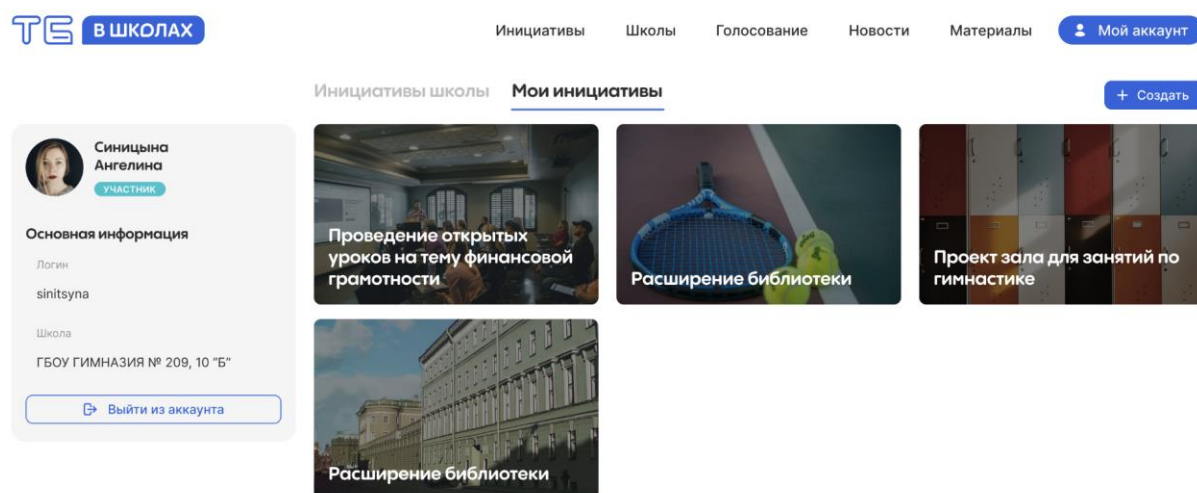 ТБ В ШКОЛАХ
Инициативы Школы Голосование Новости Материалы Мой аккаунт
Инициативы школы Мои инициативы
+ Создать
Синицына
Ангелина
УЧАСТНИК
Основная информация
Логин
sinitsyna
Школа
ГБОУ ГИМНАЗИЯ № 209, 10 “Б”
Выйти из аккаунта
Проведение открытых
уроков на тему финансовой
грамотности
Расширение библиотеки
Проект зала для занятий по
гимнастике
Расширение библиотеки